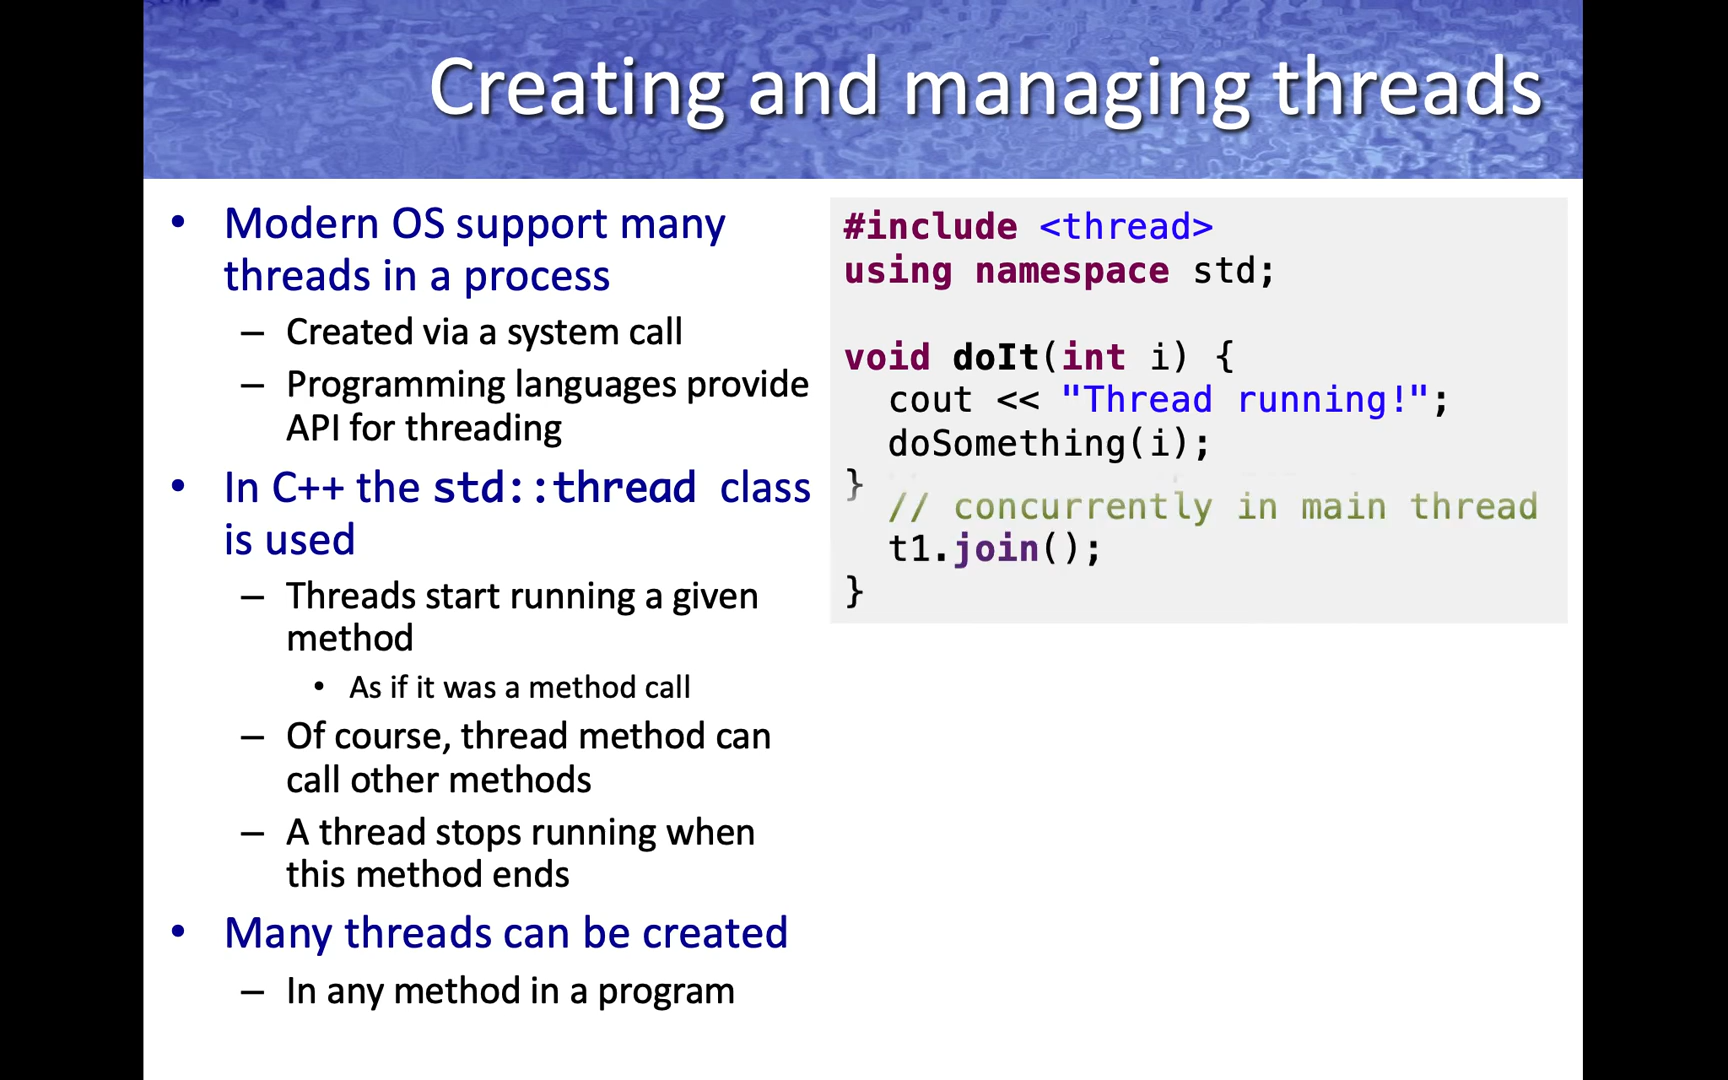 Creating and managing threads
• Modern OS support many
threads in a process
– Created via a system call
– Programming languages provide
API for threading
• In C++ the std::thread class
is used
– Threads start running a given
method
• As if it was a method call
– Of course, thread method can
call other methods
– A thread stops running when
this method ends
• Many threads can be created
– In any method in a program
#include <thread>
using namespace std;
void doIt(int i) {
cout << "Thread running!";
doSomething(i);
}
// concurrently in main thread
t1.join();
}